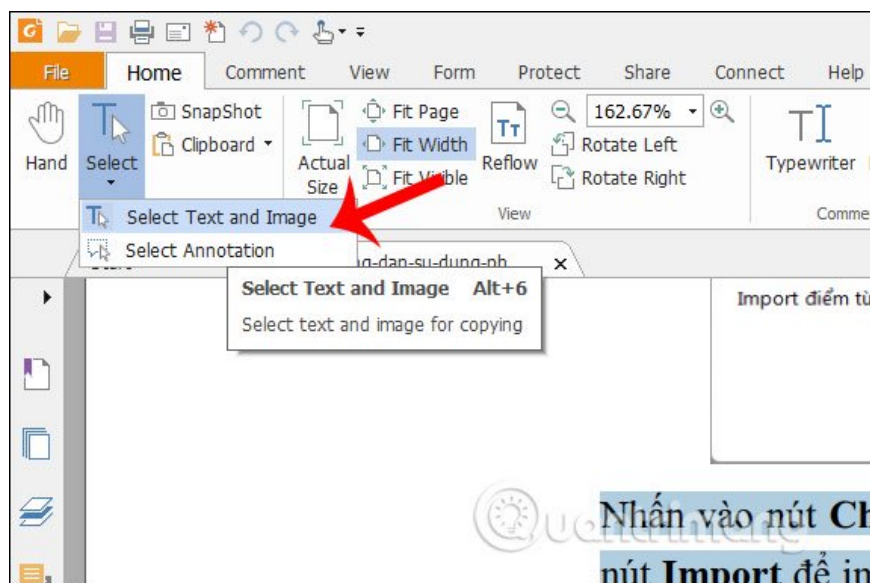 File Home Comment View Form Protect Share Connect Help
SnapShot Fit Page 162.67%
Clipboard Fit Width Rotate Left
Hand Select Actual Size Fit Visible Reflow Rotate Right Typewriter
View
Select Text and Image
Select Annotation
Select Text and Image Alt+6
Select text and image for copying
Import điểm từ
Nhấn vào nút
nút Import để
Quantrimang